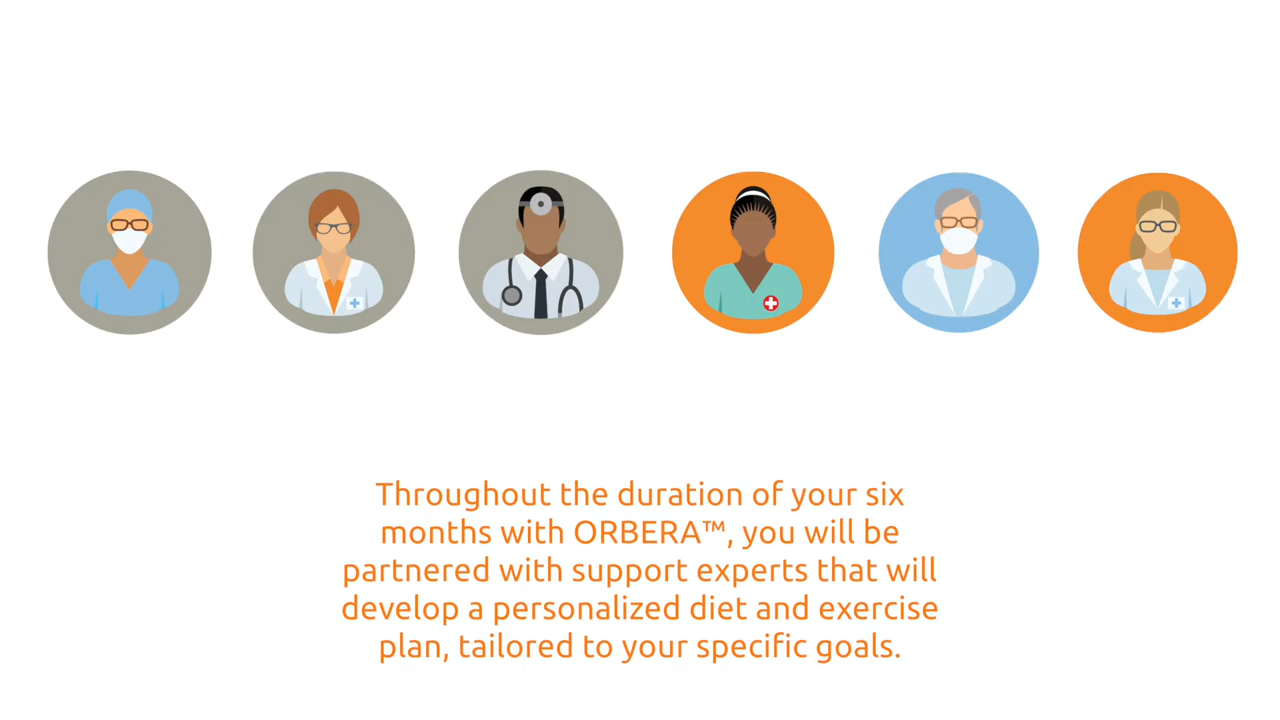 Throughout the duration of your six
months with ORBERA™, you will be
partnered with support experts that will
develop a personalized diet and exercise
plan, tailored to your specific goals.